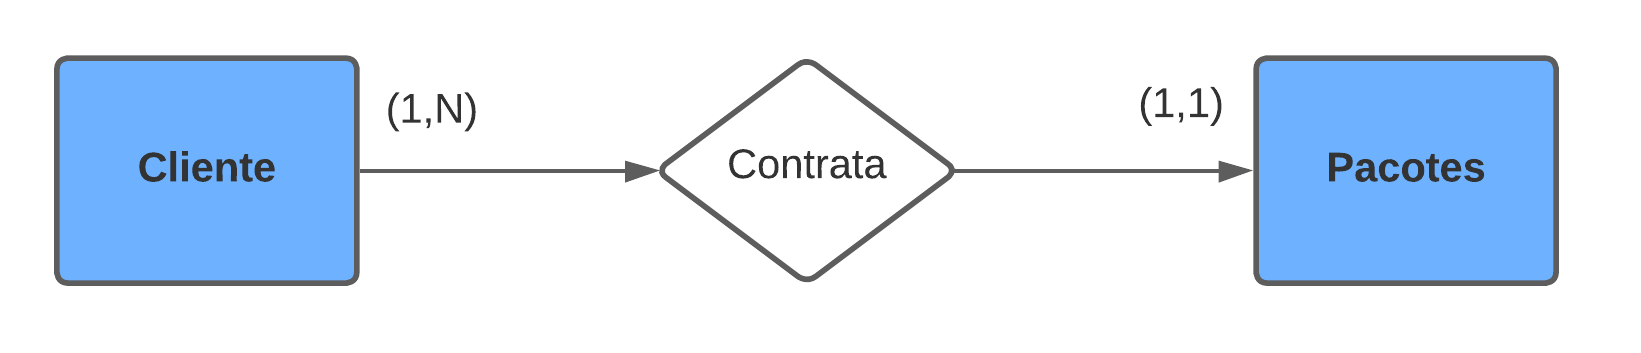 Cliente
(1,N)
Contrata
(1,1)
Pacotes